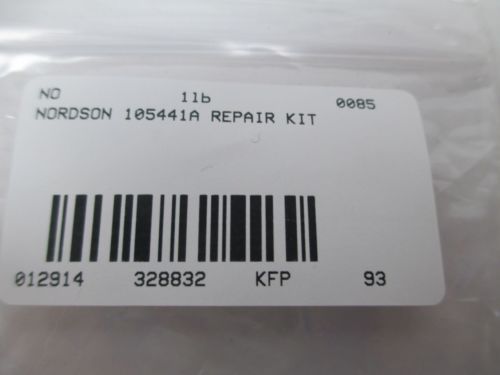 NO 1lb 0085
NORDSON 105441A REPAIR KIT
012914 328832 KFP 93